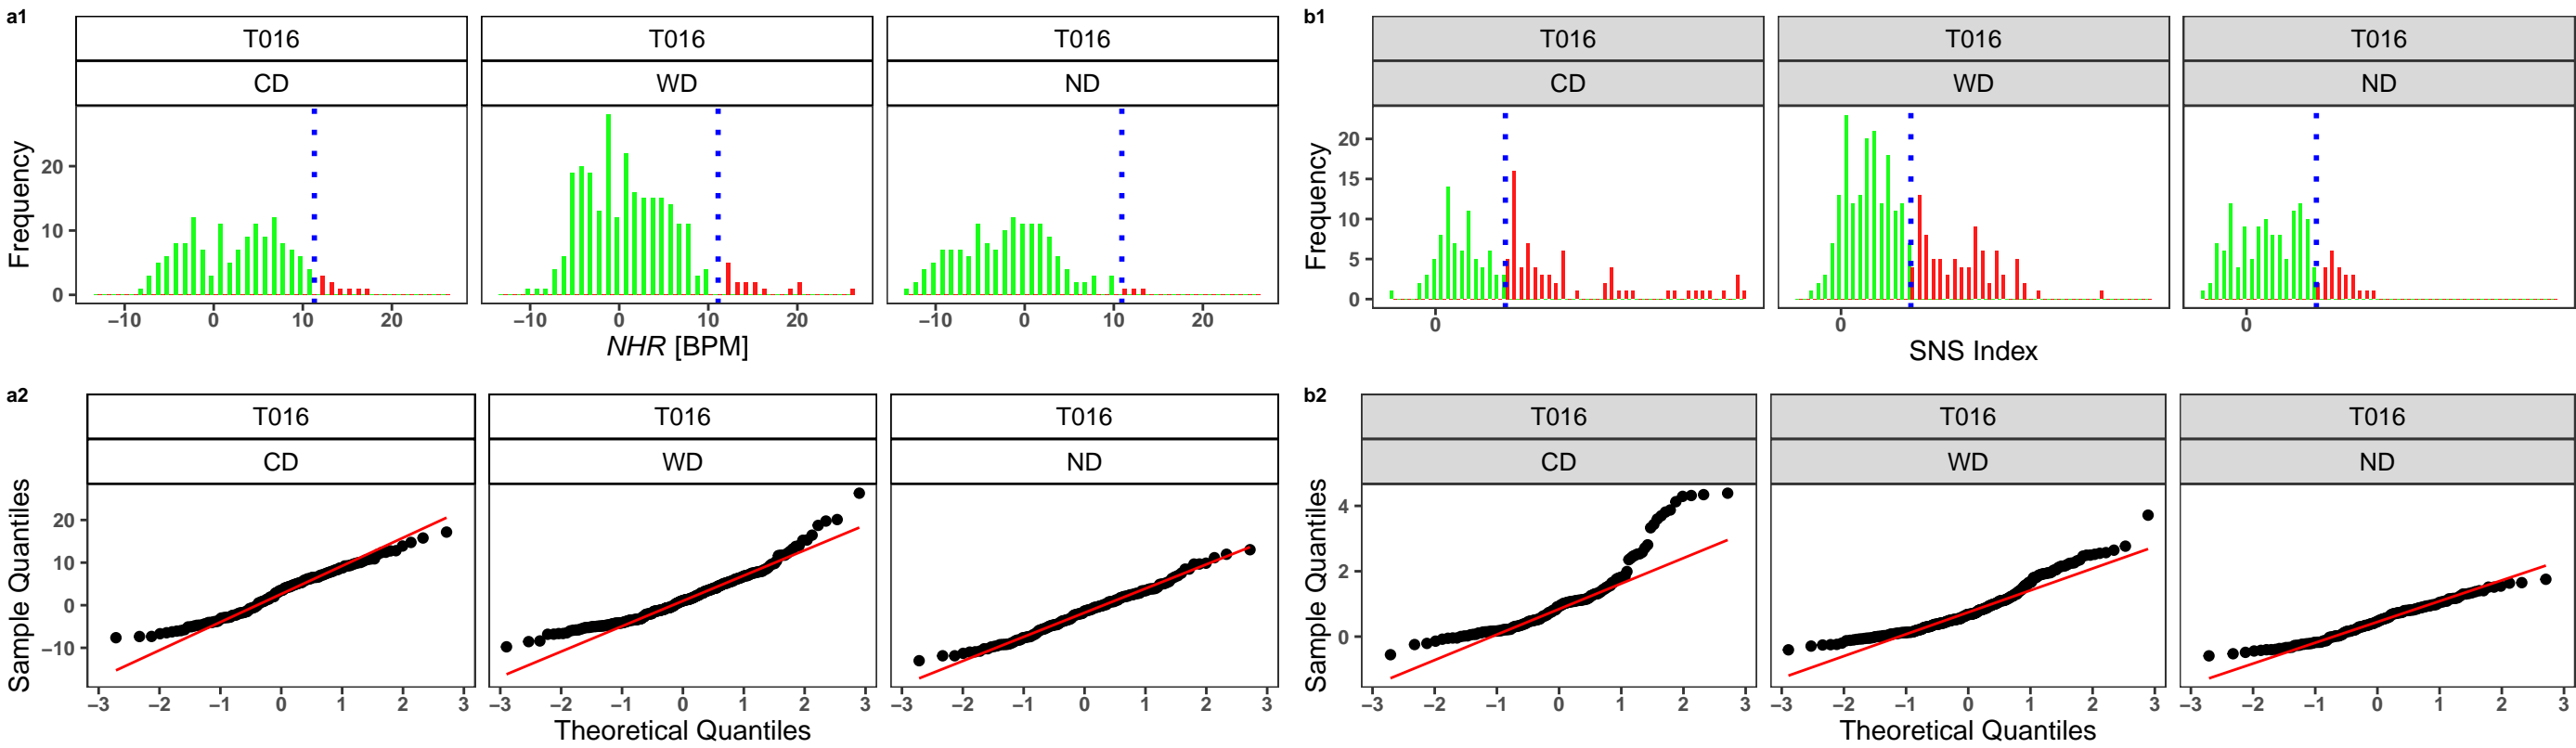 a1
T016 T016 T016
CD WD ND
Frequency
20
10
0
−10 0 10 20 −10 0 10 20 −10 0 10 20
NHR [BPM]
b1
T016 T016 T016
CD WD ND
Frequency
20
15
10
5
0
0 0 0
SNS Index
a2
T016 T016 T016
CD WD ND
Sample Quantiles
20
10
0
−10
−3 −2 −1 0 1 2 3 −3 −2 −1 0 1 2 3 −3 −2 −1 0 1 2 3
Theoretical Quantiles
b2
T016 T016 T016
CD WD ND
Sample Quantiles
4
2
0
−3 −2 −1 0 1 2 3 −3 −2 −1 0 1 2 3 −3 −2 −1 0 1 2 3
Theoretical Quantiles